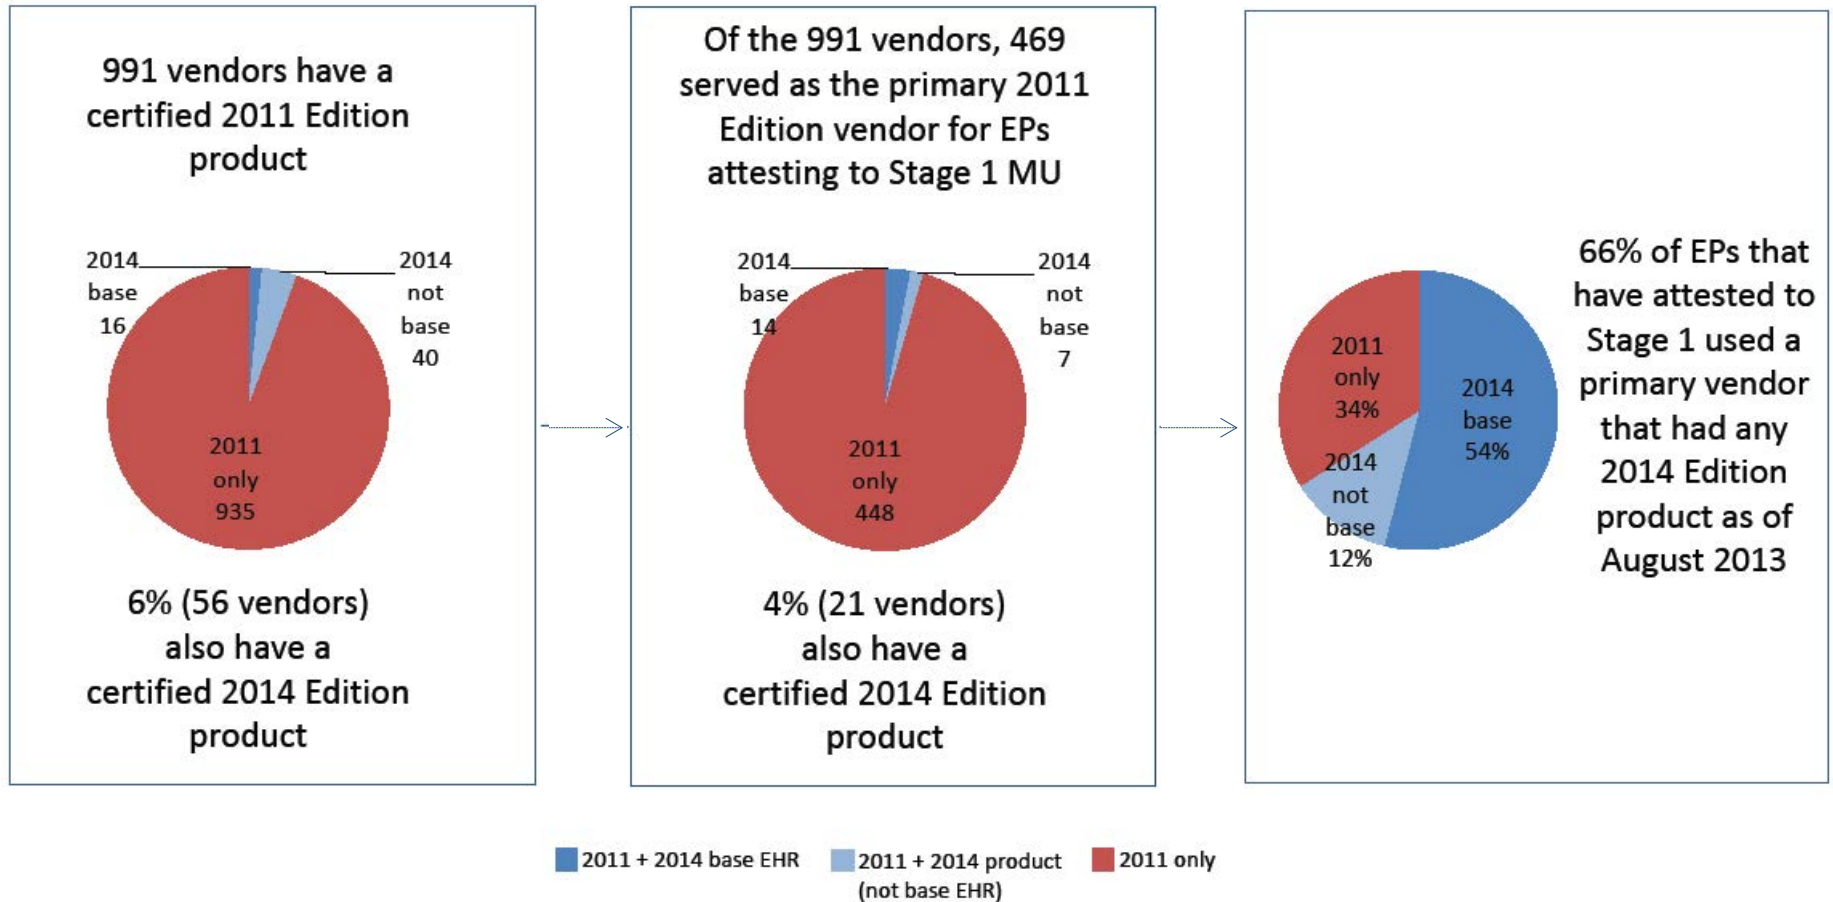 991 vendors have a
certified 2011 Edition
product
2014
base
16
2014
not
base
40
2011
only
935
6% (56 vendors)
also have a
certified 2014 Edition
product
Of the 991 vendors, 469
served as the primary 2011
Edition vendor for EPs
attesting to Stage 1 MU
2014
base
14
2014
not
base
7
2011
only
448
4% (21 vendors)
also have a
certified 2014 Edition
product
2011
only
34%
2014
base
54%
2014
not
base
12%
66% of EPs that
have attested to
Stage 1 used a
primary vendor
that had any
2014 Edition
product as of
August 2013
2011 + 2014 base EHR
2011 + 2014 product
(not base EHR)
2011 only